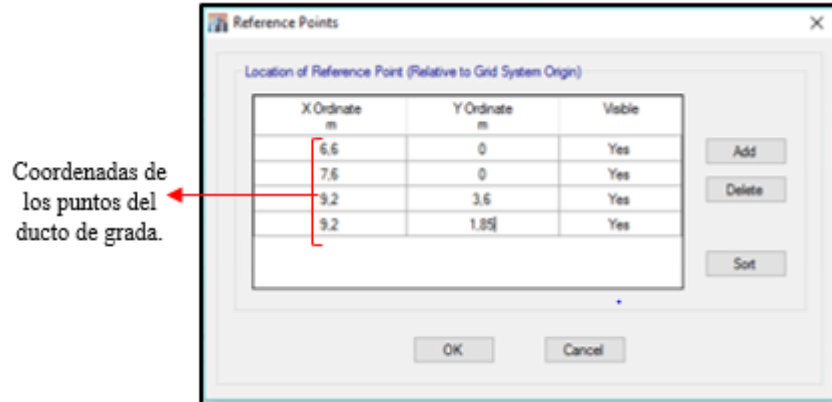 Reference Points
Location of Reference Point (Relative to Grid System Origin)
X Ordinate Y Ordinate Visible
m m
6,6 0 Yes
7,6 0 Yes
9,2 3,6 Yes
9,2 1,85 Yes
Add
Delete
Sort
OK Cancel
Coordenadas de
los puntos del
ducto de grada.